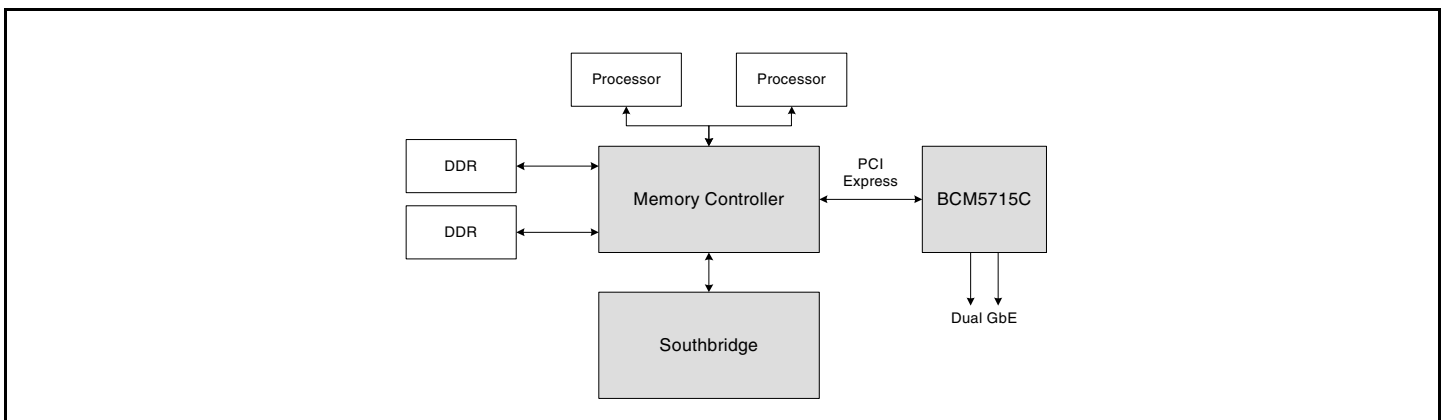 Processor
Processor
DDR
DDR
Memory Controller
PCI
Express
BCM5715C
Southbridge
Dual GbE